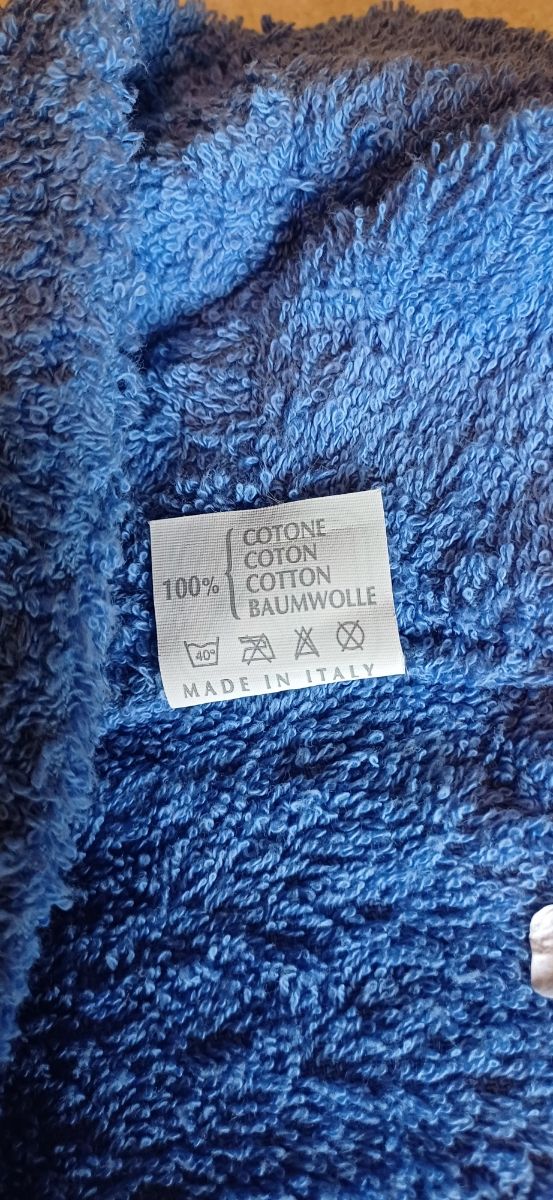 100%
COTONE
COTON
COTTON
BAUMWOLLE
40°
MADE IN ITALY